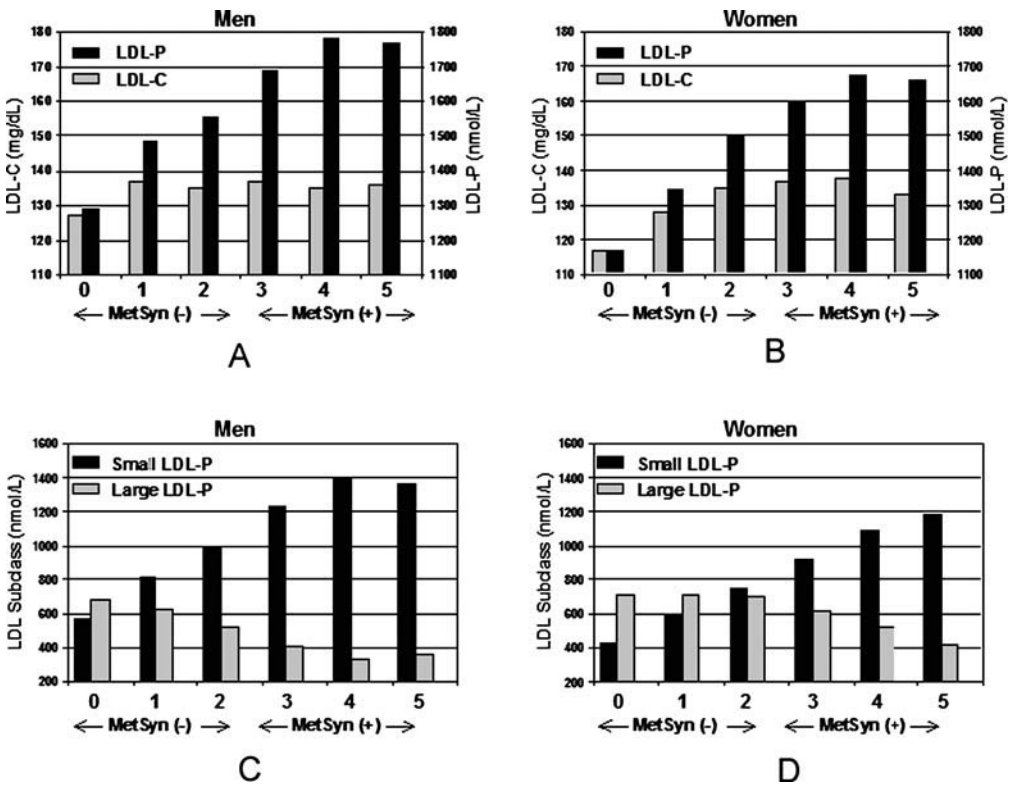 Men
LDL-C (mg/dL)
180
170
160
150
140
130
120
110
LDL-P
LDL-C
1800
1700
1600
1500
1400
1300
1200
1100
LDL-P (nmol/L)
0 1 2 3 4 5
MetSyn (-) MetSyn (+)
A
Women
LDL-C (mg/dL)
180
170
160
150
140
130
120
110
LDL-P
LDL-C
1800
1700
1600
1500
1400
1300
1200
1100
LDL-P (nmol/L)
0 1 2 3 4 5
MetSyn (-) MetSyn (+)
B
Men
LDL Subclass (nmol/L)
1600
1400
1200
1000
800
600
400
200
Small LDL-P
Large LDL-P
0 1 2 3 4 5
MetSyn (-) MetSyn (+)
C
Women
LDL Subclass (nmol/L)
1600
1400
1200
1000
800
600
400
200
Small LDL-P
Large LDL-P
0 1 2 3 4 5
MetSyn (-) MetSyn (+)
D